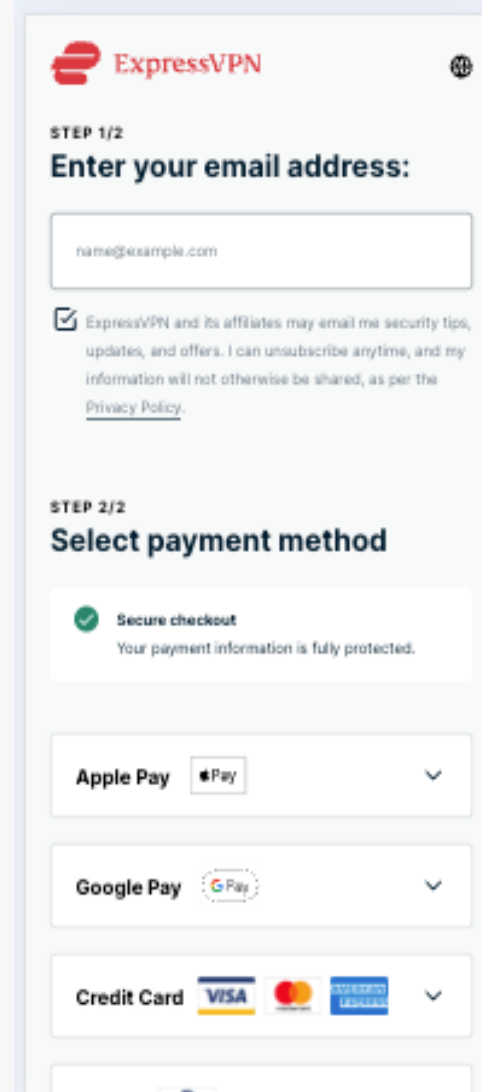 ExpressVPN
STEP 1/2
Enter your email address:
name@example.com
ExpressVPN and its affiliates may email me security tips,
updates, and offers. I can unsubscribe anytime, and my
information will not otherwise be shared, as per the
Privacy Policy.
STEP 2/2
Select payment method
Secure checkout
Your payment information is fully protected.
Apple Pay Pay
Google Pay G Pay
Credit Card VISA mastercard AMERICAN EXPRESS